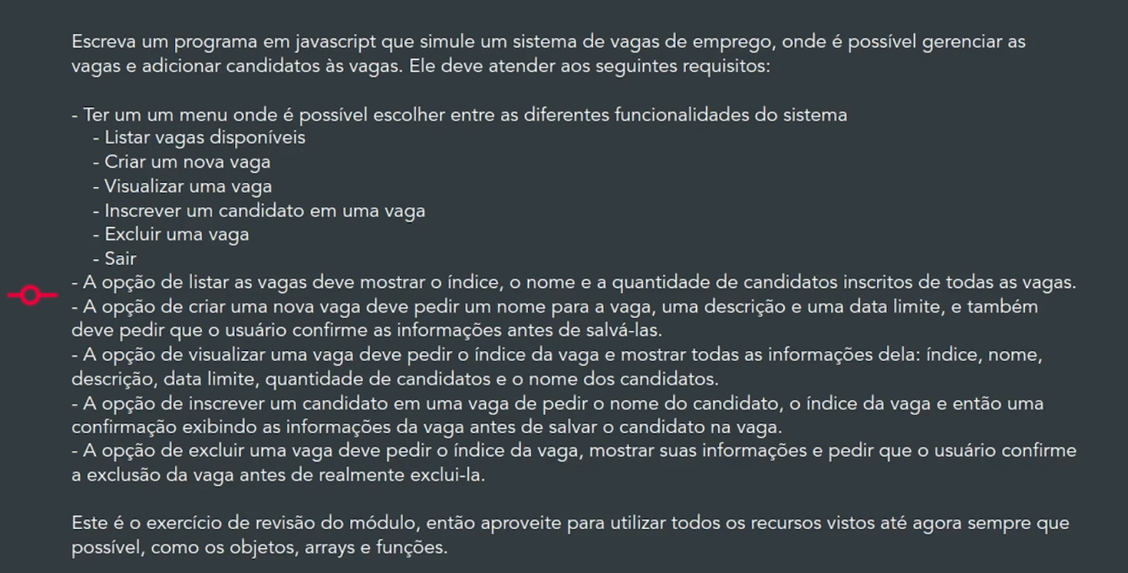 Escreva um programa em javascript que simule um sistema de vagas de emprego, onde é possível gerenciar as
vagas e adicionar candidatos às vagas. Ele deve atender aos seguintes requisitos:
- Ter um um menu onde é possível escolher entre as diferentes funcionalidades do sistema
- Listar vagas disponíveis
- Criar um nova vaga
- Visualizar uma vaga
- Inscrever um candidato em uma vaga
- Excluir uma vaga
- Sair
- A opção de listar as vagas deve mostrar o índice, o nome e a quantidade de candidatos inscritos de todas as vagas.
- A opção de criar uma nova vaga deve pedir um nome para a vaga, uma descrição e uma data limite, e também
deve pedir que o usuário confirme as informações antes de salvá-las.
- A opção de visualizar uma vaga deve pedir o índice da vaga e mostrar todas as informações dela: índice, nome,
descrição, data limite, quantidade de candidatos e o nome dos candidatos.
- A opção de inscrever um candidato em uma vaga de pedir o nome do candidato, o índice da vaga e então uma
confirmação exibindo as informações da vaga antes de salvar o candidato na vaga.
- A opção de excluir uma vaga deve pedir o índice da vaga, mostrar suas informações e pedir que o usuário confirme
a exclusão da vaga antes de realmente exclui-la.
Este é o exercício de revisão do módulo, então aproveite para utilizar todos os recursos vistos até agora sempre que
possível, como os objetos, arrays e funções.